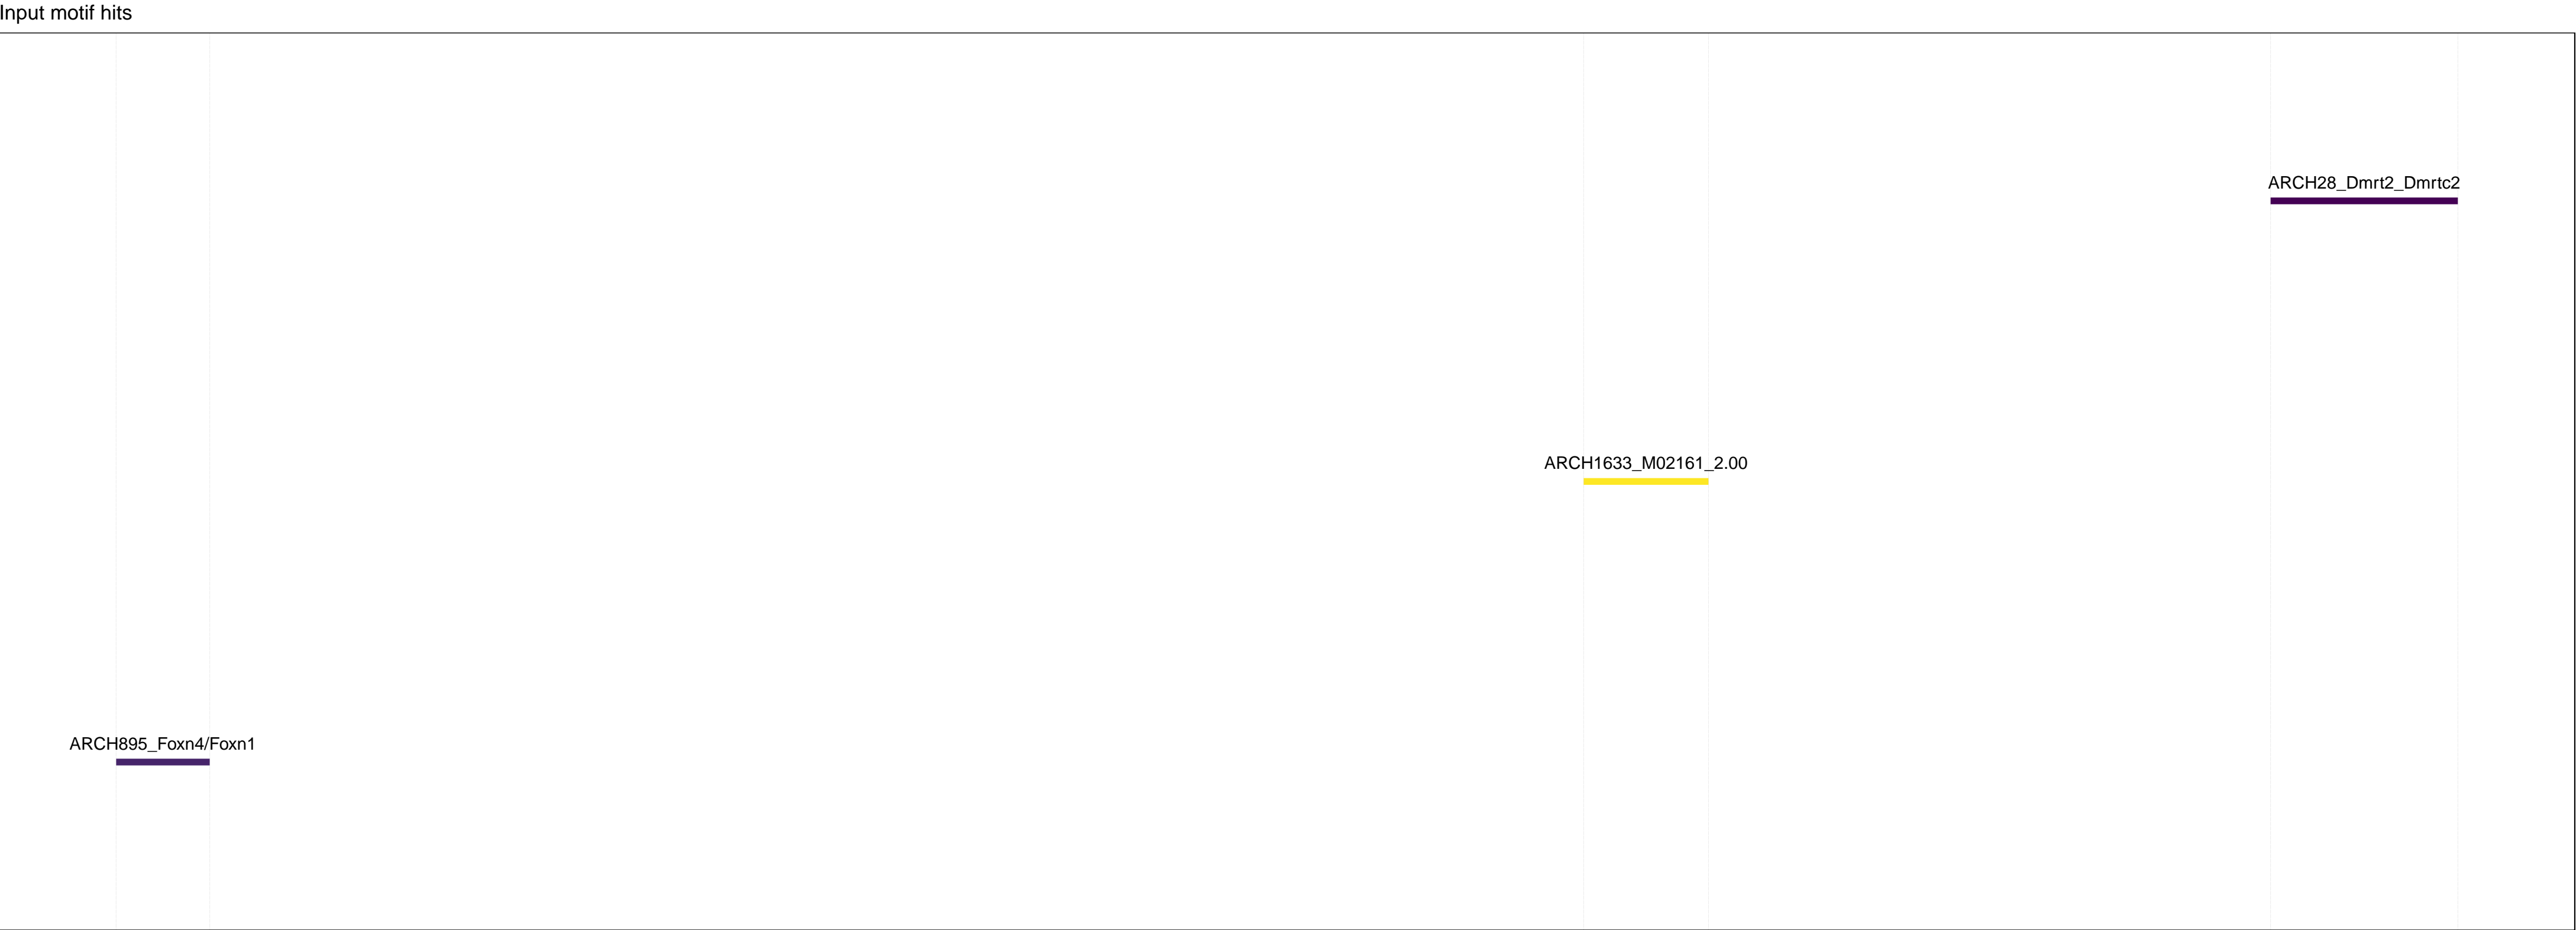 Input motif hits
ARCH28_Dmrt2_Dmrtc2
ARCH1633_M02161_2.00
ARCH895_Foxn4/Foxn1